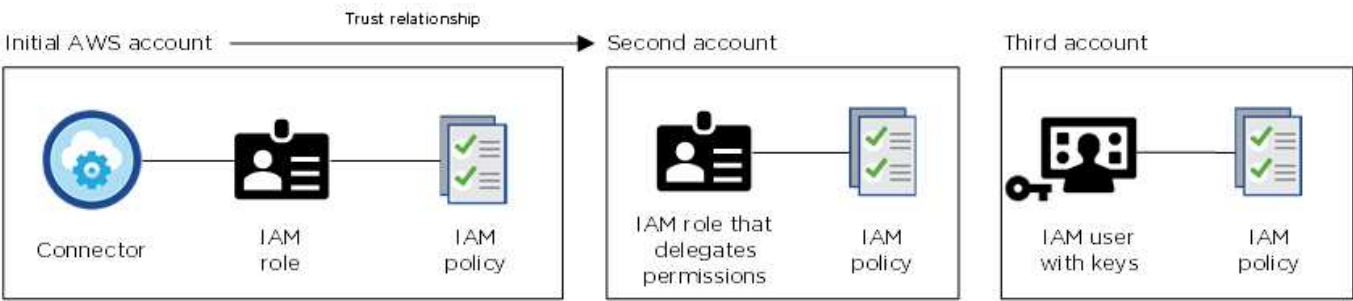 Trust relationship
Initial AWS account
Second account
Third account
Connector
IAM
role
IAM
policy
IAM role that
delegates
permissions
IAM
policy
IAM user
with keys
IAM
policy